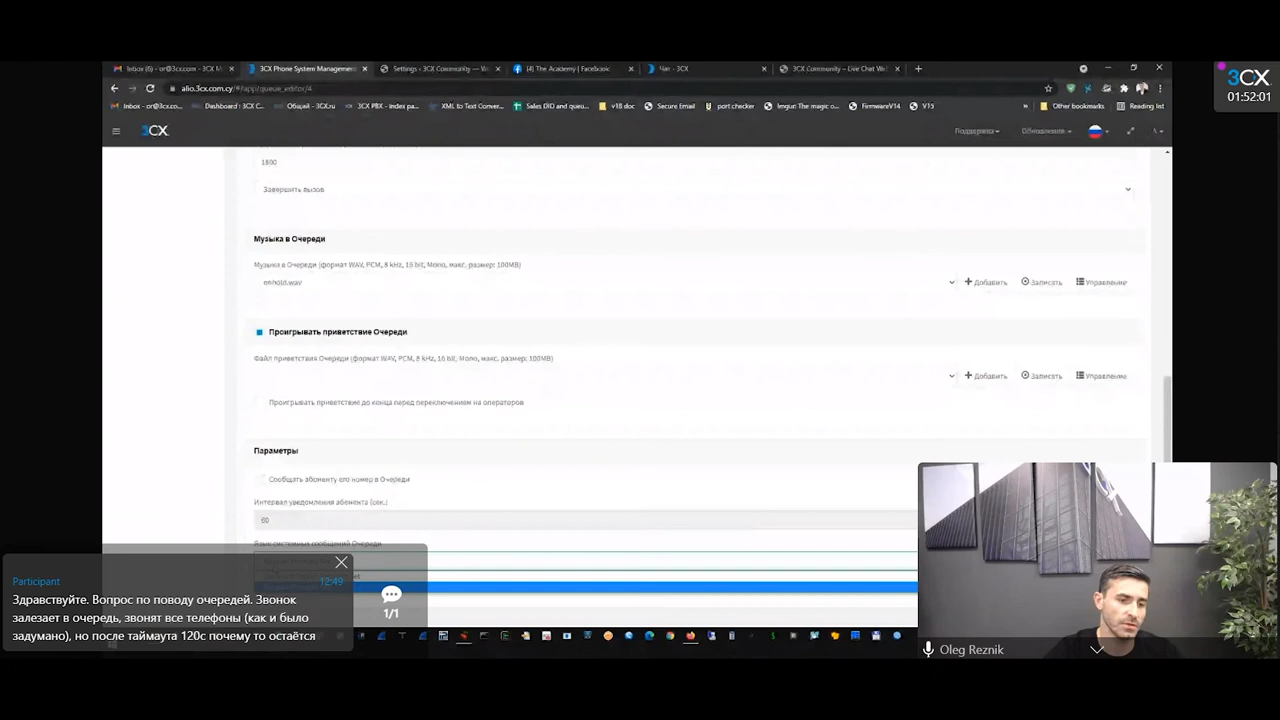 Inbox (6) - or@3cx.com - 3CX M
3CX Phone System Management
Settings ‹ 3CX Community — W
(4) The Academy | Facebook
Чат - 3CX
3CX Community – Live Chat W
alio.3cx.com.cy/#/app/queue_editor/4
Inbox - or@3cx.co...
Dashboard : 3CX C...
Общий - 3CX.ru
3CX PBX - index pa...
XML to Text Conver...
Sales DID and queu...
v18 doc
Secure Email
port checker
Imgur: The magic o...
FirmwareV14
V15
»
Other bookmarks
Reading list
3CX
Поддержка
Обновления
3CX
01:52:01
1800
Завершить вызов
Музыка в Очереди
Музыка в Очереди (формат WAV, PCM, 8 kHz, 16 bit, Моно, макс. размер: 100MB)
onhold.wav
Добавить
Записать
Управление
Проигрывать приветствие Очереди
Файл приветствия Очереди (формат WAV, PCM, 8 kHz, 16 bit, Моно, макс. размер: 100MB)
Добавить
Записать
Управление
Проигрывать приветствие до конца перед переключением на операторов
Параметры
Сообщать абоненту его номер в Очереди
Интервал уведомления абонента (сек.)
60
Язык системных сообщений Очереди
Participant
12:49
Здравствуйте. Вопрос по поводу очередей. Звонок
залезает в очередь, звонят все телефоны (как и было
задумано), но после таймаута 120с почему то остаётся
1/1
Oleg Reznik